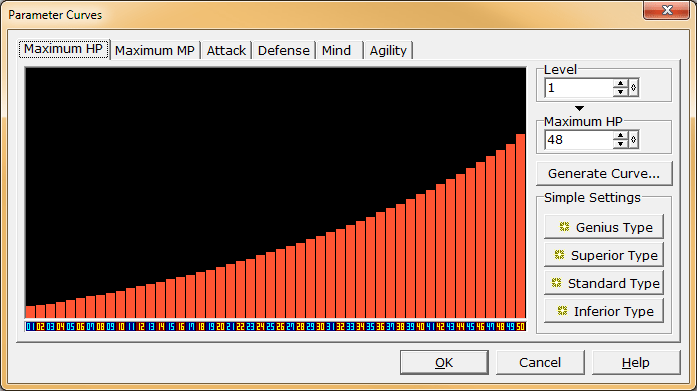 Parameter Curves
Maximum HP Maximum MP Attack Defense Mind Agility
Level
1
Maximum HP
48
Generate Curve...
Simple Settings
Genius Type
Superior Type
Standard Type
Inferior Type
01 02 03 04 05 06 07 08 09 10 11 12 13 14 15 16 17 18 19 20 21 22 23 24 25 26 27 28 29 30 31 32 33 34 35 36 37 38 39 40 41 42 43 44 45 46 47 48 49 50
OK Cancel Help